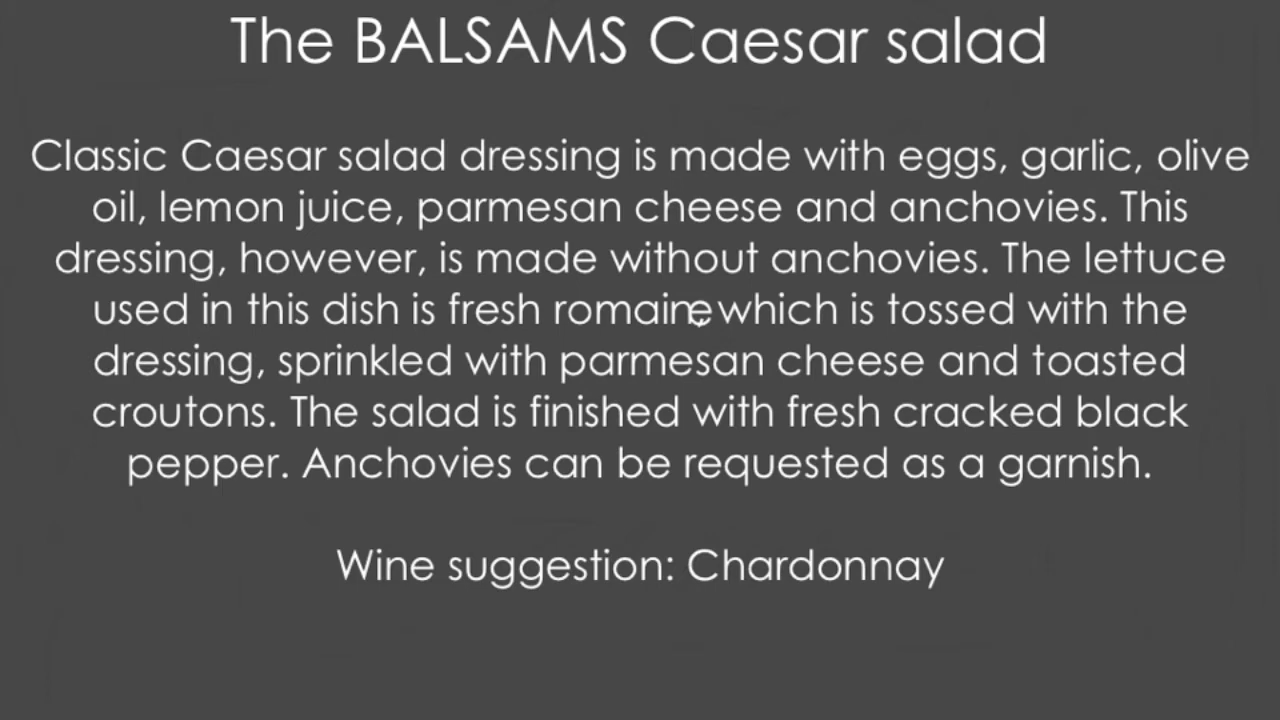 The BALSAMS Caesar salad
Classic Caesar salad dressing is made with eggs, garlic, olive
oil, lemon juice, parmesan cheese and anchovies. This
dressing, however, is made without anchovies. The lettuce
used in this dish is fresh romaine, which is tossed with the
dressing, sprinkled with parmesan cheese and toasted
croutons. The salad is finished with fresh cracked black
pepper. Anchovies can be requested as a garnish.
Wine suggestion: Chardonnay